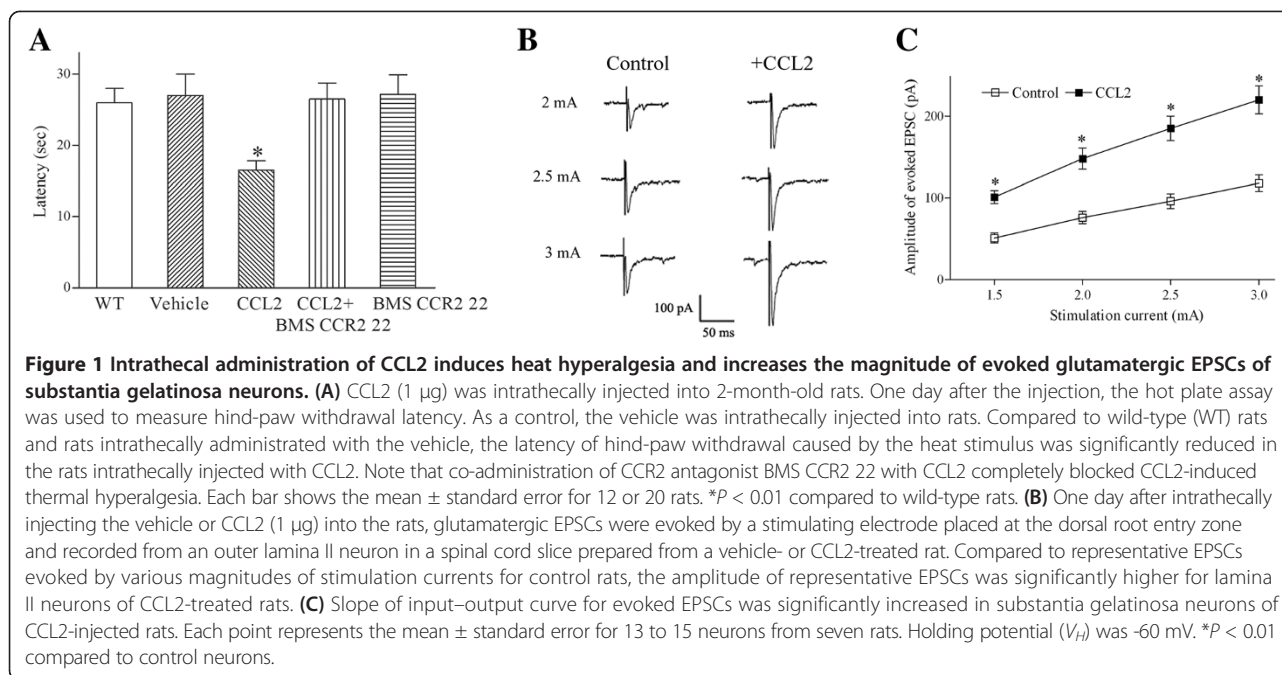 A
30
20
10
0
Latency (sec)
*
WT
Vehicle
CCL2
CCL2+
BMS CCR2 22
BMS CCR2 22
B
Control
+CCL2
2 mA
2.5 mA
3 mA
100 pA
50 ms
C
Control
CCL2
200
100
0
Amplitude of evoked EPSC (pA)
*
*
*
*
1.5
2.0
2.5
3.0
Stimulation current (mA)
Figure 1 Intrathecal administration of CCL2 induces heat hyperalgesia and increases the magnitude of evoked glutamatergic EPSCs of
substantia gelatinosa neurons. (A) CCL2 (1 μg) was intrathecally injected into 2-month-old rats. One day after the injection, the hot plate assay
was used to measure hind-paw withdrawal latency. As a control, the vehicle was intrathecally injected into rats. Compared to wild-type (WT) rats
and rats intrathecally administrated with the vehicle, the latency of hind-paw withdrawal caused by the heat stimulus was significantly reduced in
the rats intrathecally injected with CCL2. Note that co-administration of CCR2 antagonist BMS CCR2 22 with CCL2 completely blocked CCL2-induced
thermal hyperalgesia. Each bar shows the mean ± standard error for 12 or 20 rats. *P < 0.01 compared to wild-type rats. (B) One day after intrathecally
injecting the vehicle or CCL2 (1 μg) into the rats, glutamatergic EPSCs were evoked by a stimulating electrode placed at the dorsal root entry zone
and recorded from an outer lamina II neuron in a spinal cord slice prepared from a vehicle- or CCL2-treated rat. Compared to representative EPSCs
evoked by various magnitudes of stimulation currents for control rats, the amplitude of representative EPSCs was significantly higher for lamina
II neurons of CCL2-treated rats. (C) Slope of input–output curve for evoked EPSCs was significantly increased in substantia gelatinosa neurons of
CCL2-injected rats. Each point represents the mean ± standard error for 13 to 15 neurons from seven rats. Holding potential (VH) was -60 mV. *P < 0.01
compared to control neurons.